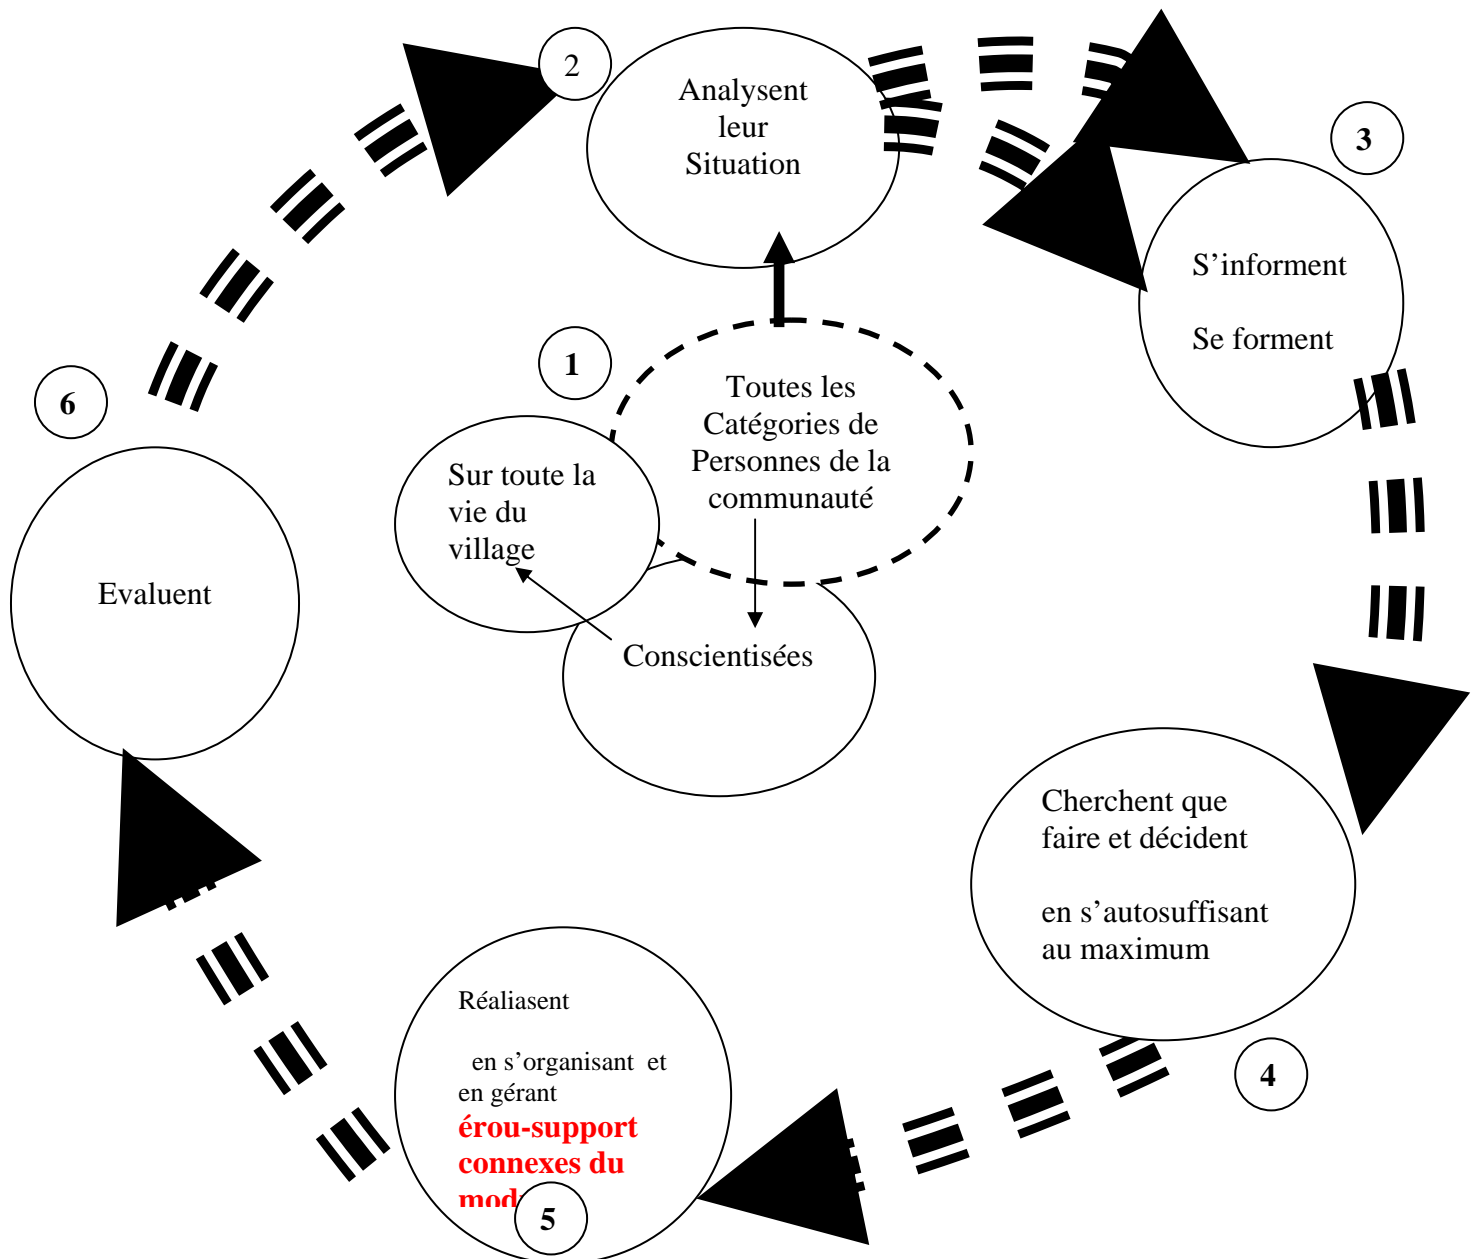 1
Toutes les
Catégories de
Personnes de la
communauté
Conscientisées
Sur toute la
vie du
village
2
Analysent
leur
Situation
3
S’informent
Se forment
4
Cherchent que
faire et décident
en s’autosuffisant
au maximum
5
Réaliasent
en s’organisant et
en gérant
érou-support
connexes du
6
Evaluent